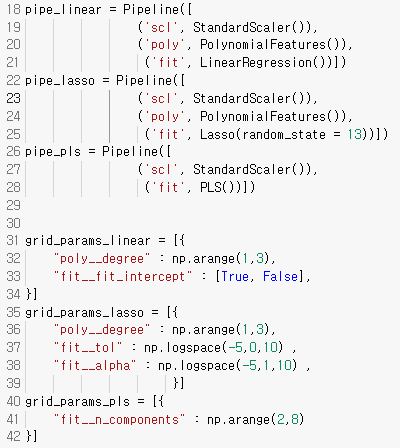 18 pipe_linear = Pipeline([
19 ('scl', StandardScaler()),
20 ('poly', PolynomialFeatures()),
21 ('fit', LinearRegression())])
22 pipe_lasso = Pipeline([
23 ('scl', StandardScaler()),
24 ('poly', PolynomialFeatures()),
25 ('fit', Lasso(random_state = 13))])
26 pipe_pls = Pipeline([
27 ('scl', StandardScaler()),
28 ('fit', PLS())])
29
30
31 grid_params_linear = [{
32 "poly__degree" : np.arange(1,3),
33 "fit__fit_intercept" : [True, False],
34 }]
35 grid_params_lasso = [{
36 "poly__degree" : np.arange(1,3),
37 "fit__tol" : np.logspace(-5,0,10) ,
38 "fit__alpha" : np.logspace(-5,1,10) ,
39 }]
40 grid_params_pls = [{
41 "fit__n_components" : np.arange(2,8)
42 }]